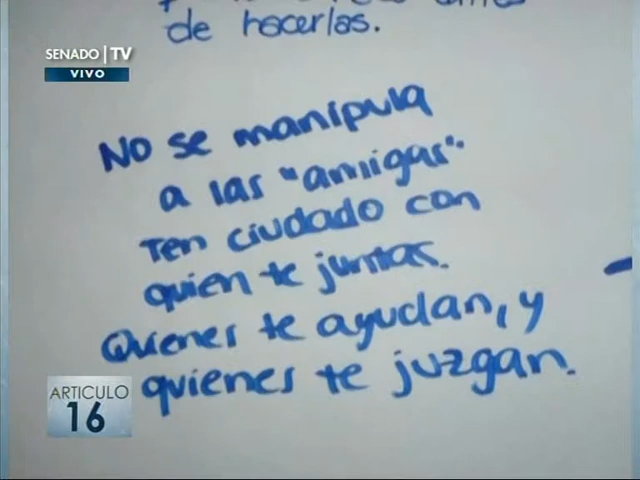 de hacerlas.
SENADO TV
VIVO
No se manipula
a las "amigas".
Ten ciudado con
quien te juntas.
Quienes te ayudan, y
quienes te juzgan.
ARTICULO
16